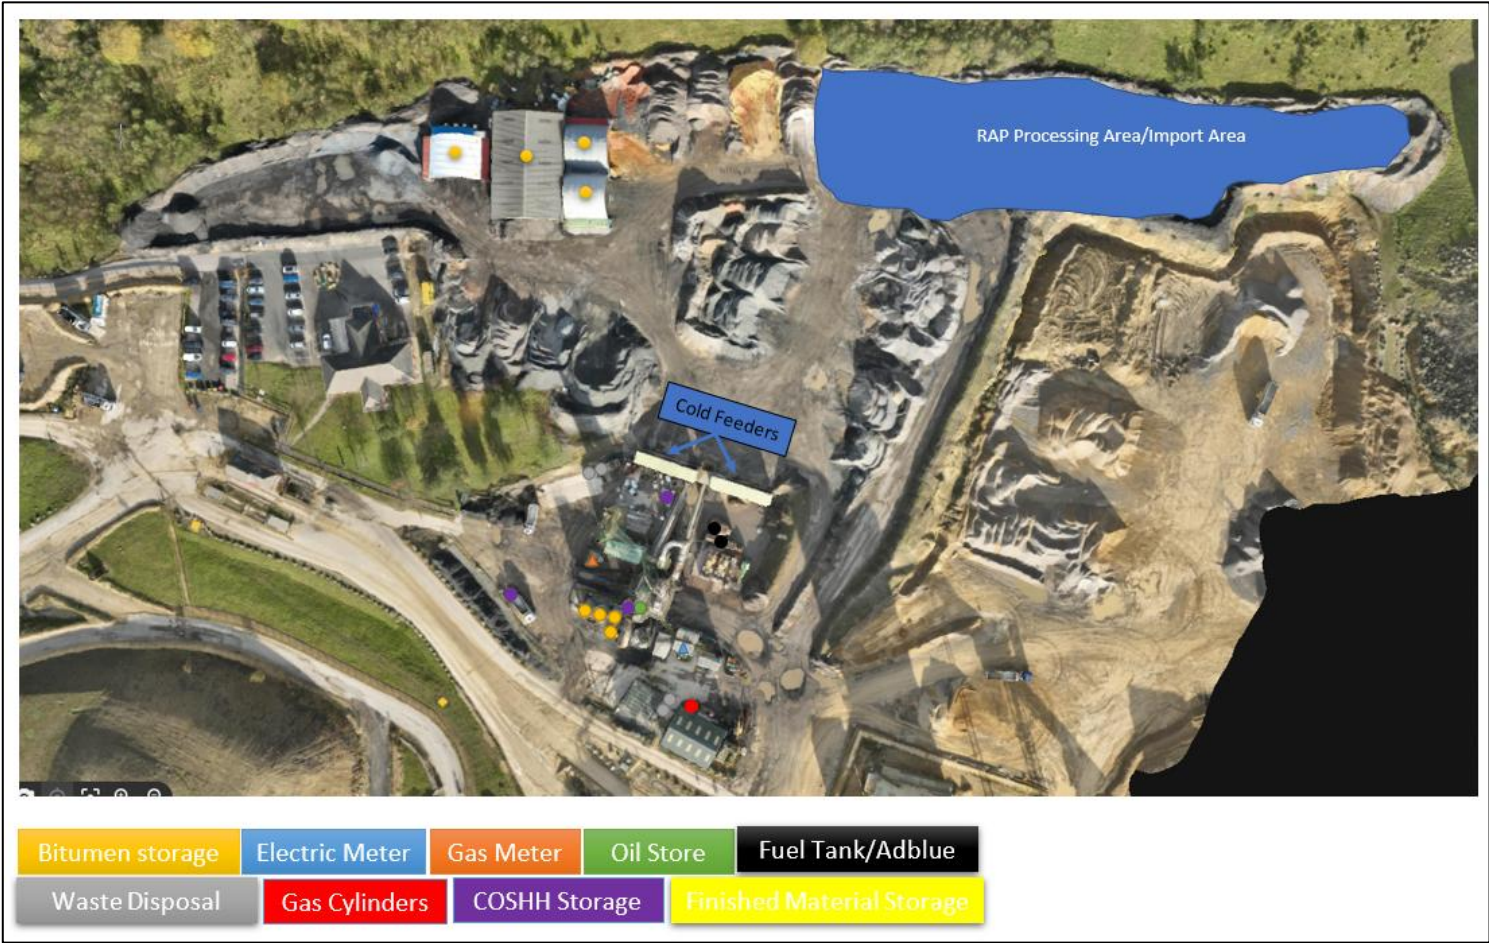 RAP Processing Area/Import Area
Cold Feeders
Bitumen storage
Electric Meter
Gas Meter
Oil Store
Fuel Tank/Adblue
Waste Disposal
Gas Cylinders
COSHH Storage
Finished Material Storage